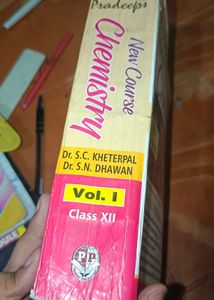 Pradeep's
New Course
Chemistry
Dr. S.C. KHETERPAL
Dr. S.N. DHAWAN
Vol. I
Class XII
PP